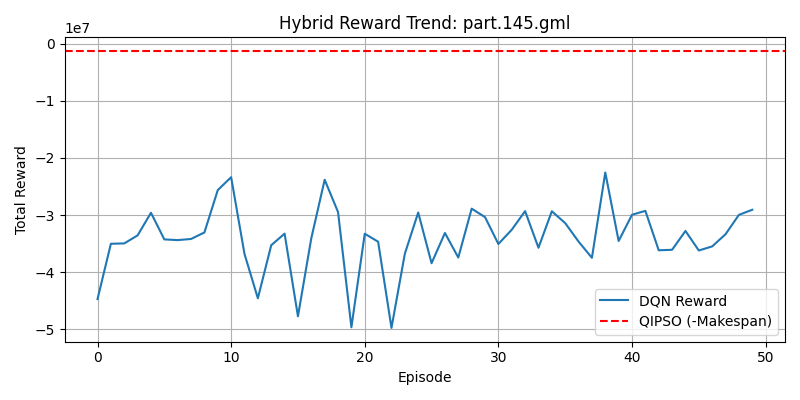 Hybrid Reward Trend: part.145.gml
1e7
0
−1
−2
−3
−4
−5
Total Reward
0 10 20 30 40 50
Episode
DQN Reward
QIPSO (-Makespan)